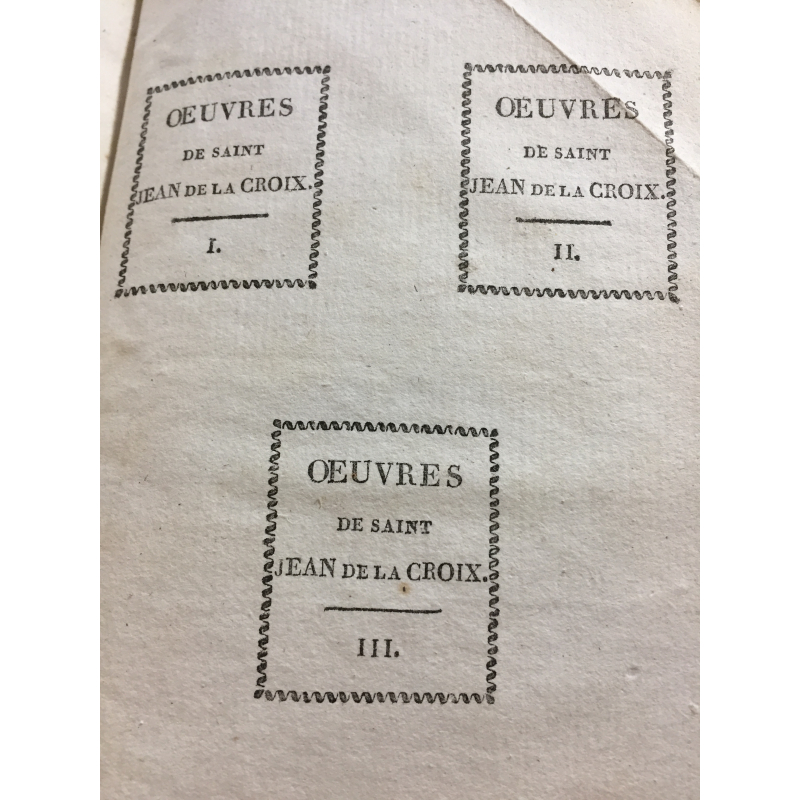 OEUVRES
DE SAINT
JEAN DE LA CROIX.
I.
OEUVRES
DE SAINT
JEAN DE LA CROIX.
II.
OEUVRES
DE SAINT
JEAN DE LA CROIX.
III.